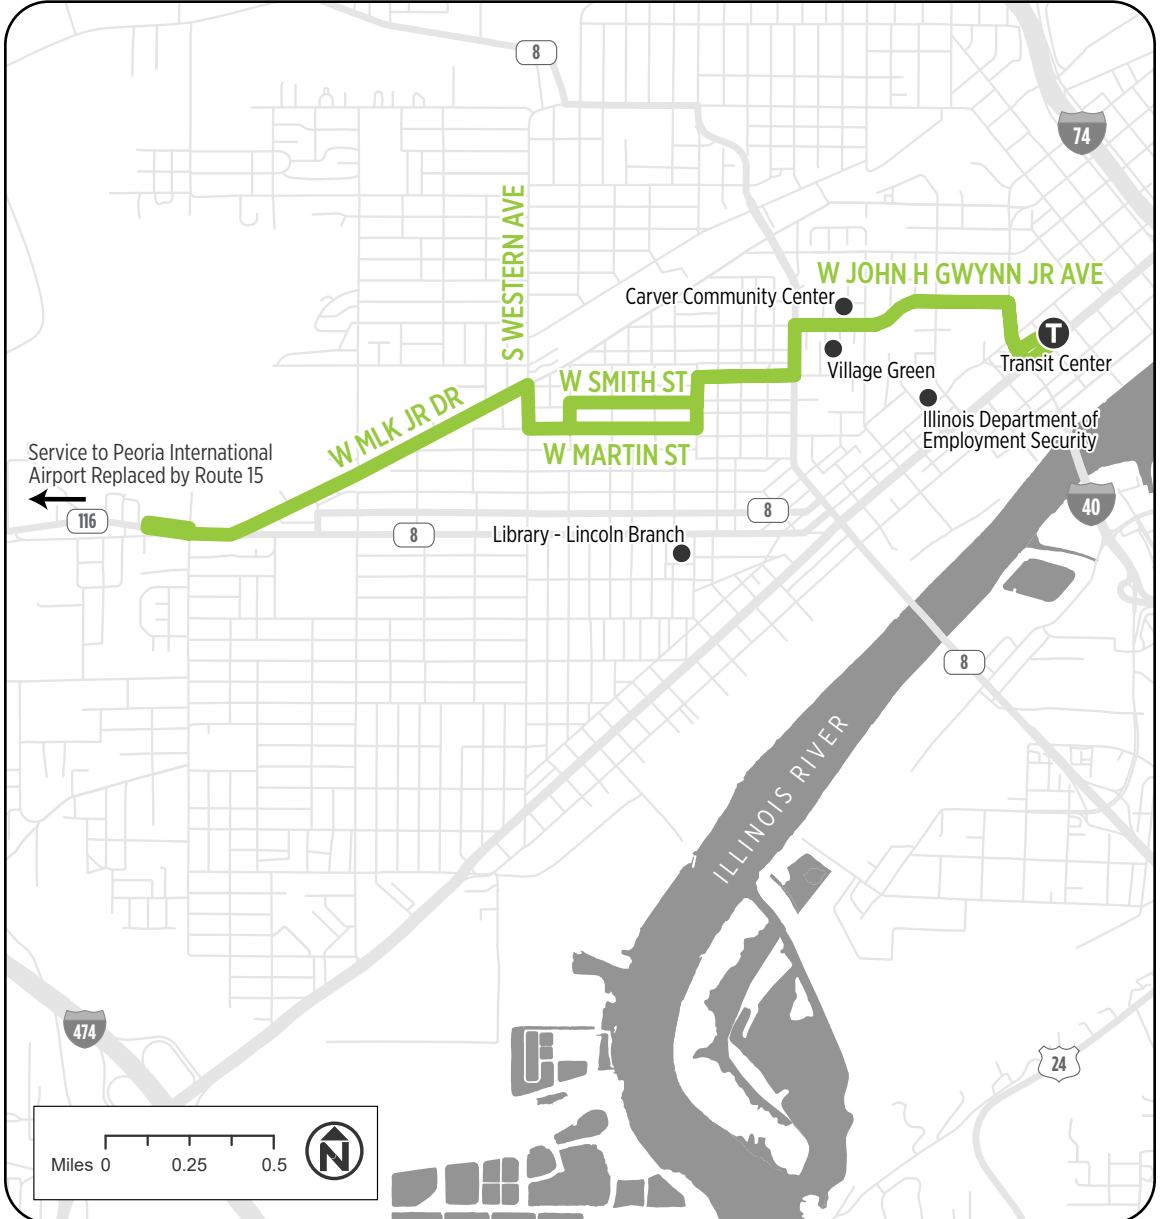 8
74
S WESTERN AVE
W JOHN H GWYNN JR AVE
Carver Community Center
T
Transit Center
Village Green
W SMITH ST
W MLK JR DR
Illinois Department of
Employment Security
W MARTIN ST
Service to Peoria International
Airport Replaced by Route 15
116
8
8
40
Library - Lincoln Branch
8
ILLINOIS RIVER
474
24
N
Miles 0 0.25 0.5